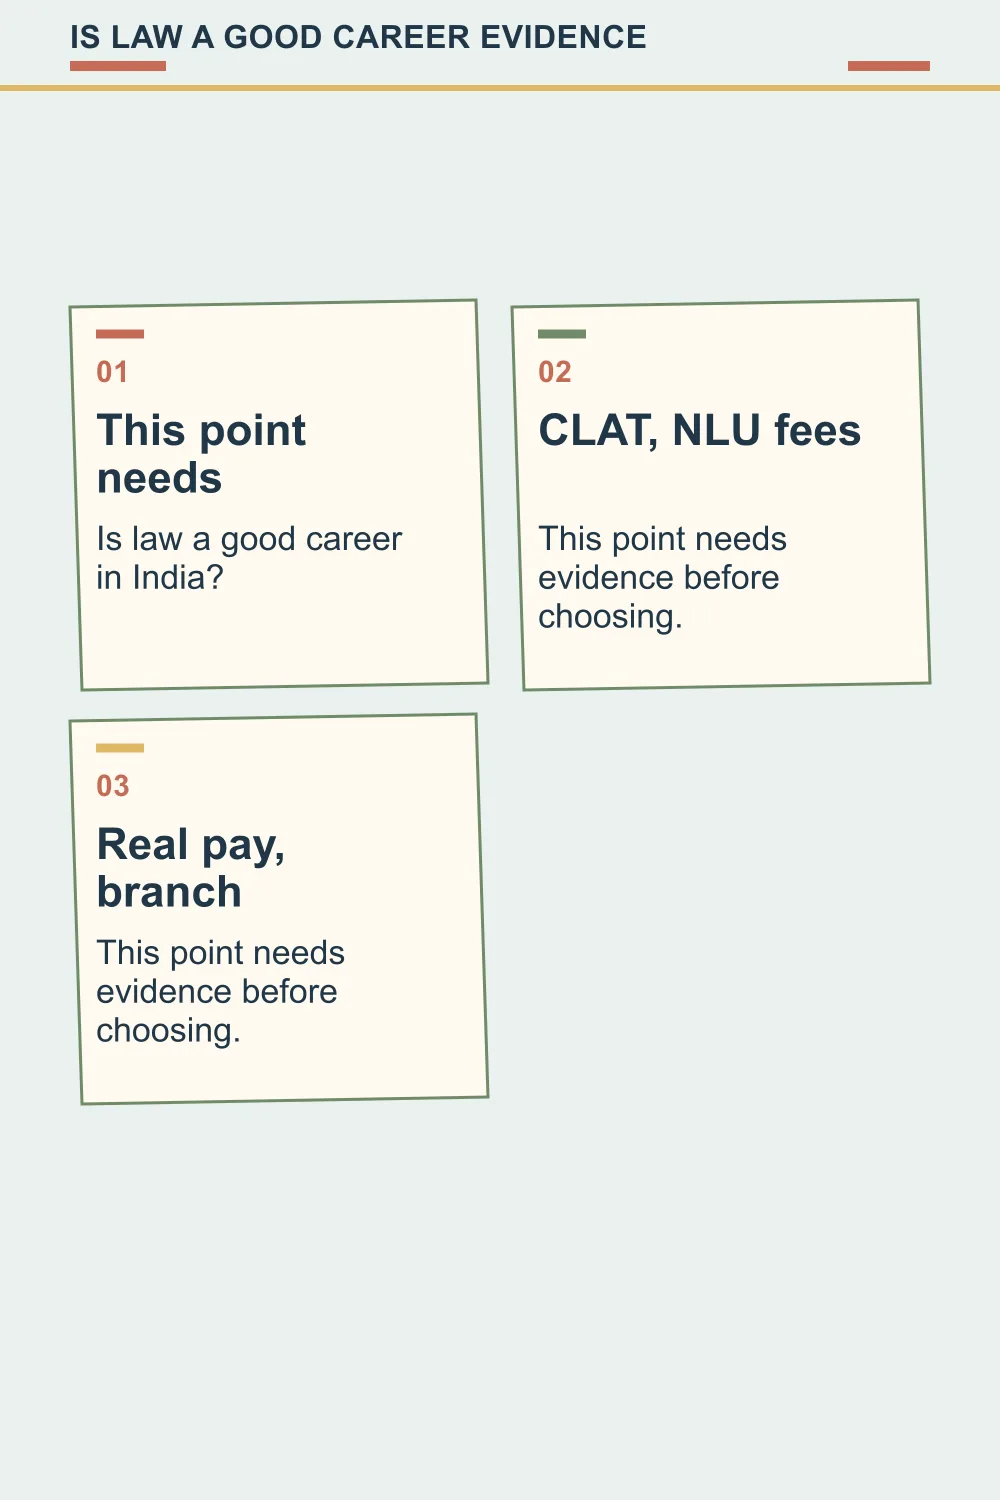 IS LAW A GOOD CAREER EVIDENCE
01
This point
needs
Is law a good career
in India?
02
CLAT, NLU fees
This point needs
evidence before
choosing.
03
Real pay,
branch
This point needs
evidence before
choosing.